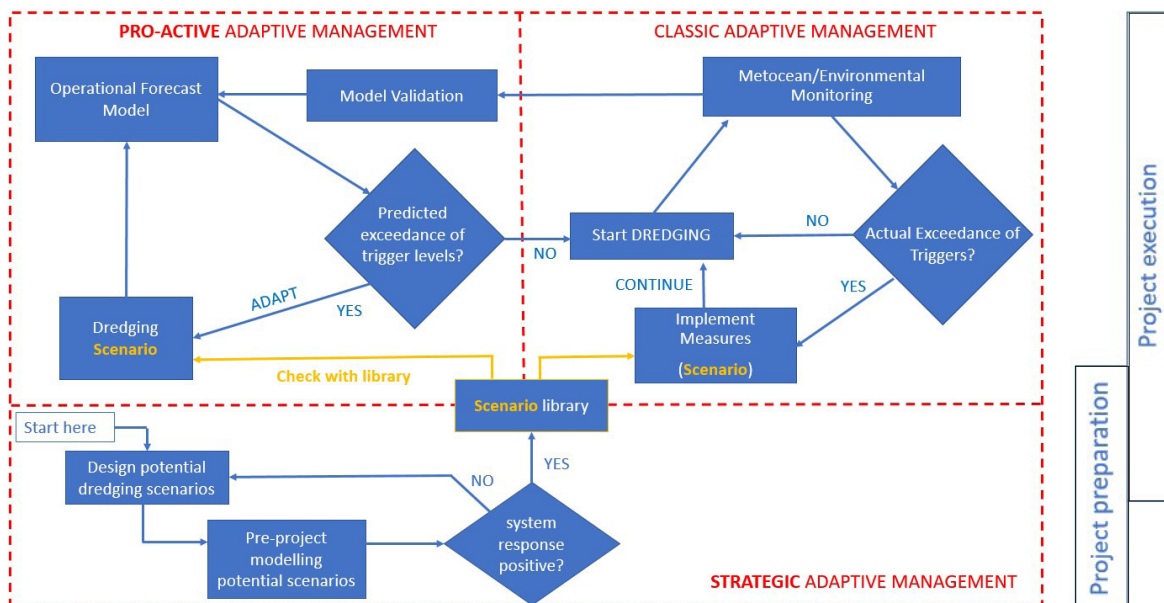 PRO-ACTIVE ADAPTIVE MANAGEMENT
CLASSIC ADAPTIVE MANAGEMENT
Operational Forecast
Model
Model Validation
Metocean/Environmental
Monitoring
Predicted
exceedance of
trigger levels?
NO
Start DREDGING
NO
Actual Exceedance of
Triggers?
ADAPT
YES
CONTINUE
YES
Dredging
Scenario
Implement
Measures
(Scenario)
Check with library
Scenario library
Start here
Design potential
dredging scenarios
NO
YES
Pre-project
modelling
potential scenarios
system
response
positive?
STRATEGIC ADAPTIVE MANAGEMENT
Project execution
Project preparation